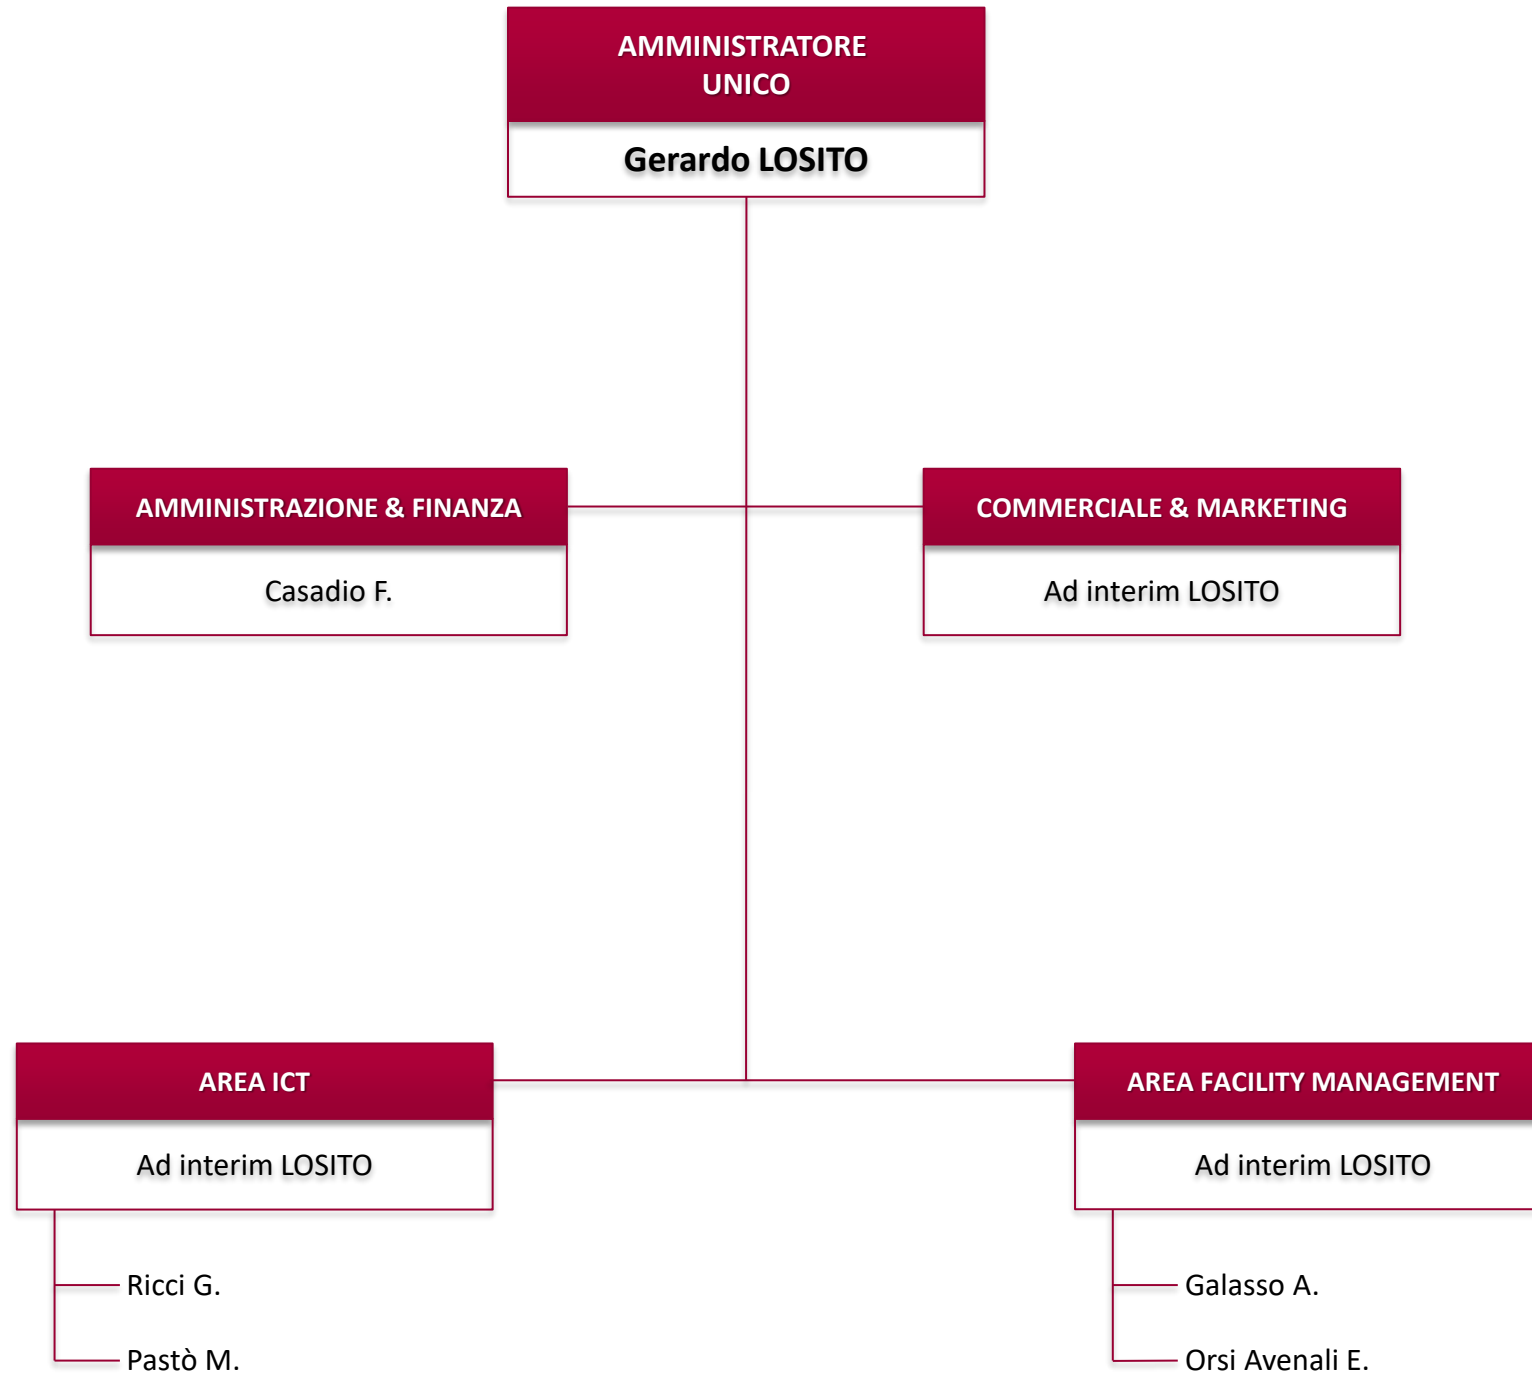 AMMINISTRATORE
UNICO
Gerardo LOSITO
AMMINISTRAZIONE & FINANZA
Casadio F.
COMMERCIALE & MARKETING
Ad interim LOSITO
AREA ICT
Ad interim LOSITO
Ricci G.
Pastò M.
AREA FACILITY MANAGEMENT
Ad interim LOSITO
Galasso A.
Orsi Avenali E.